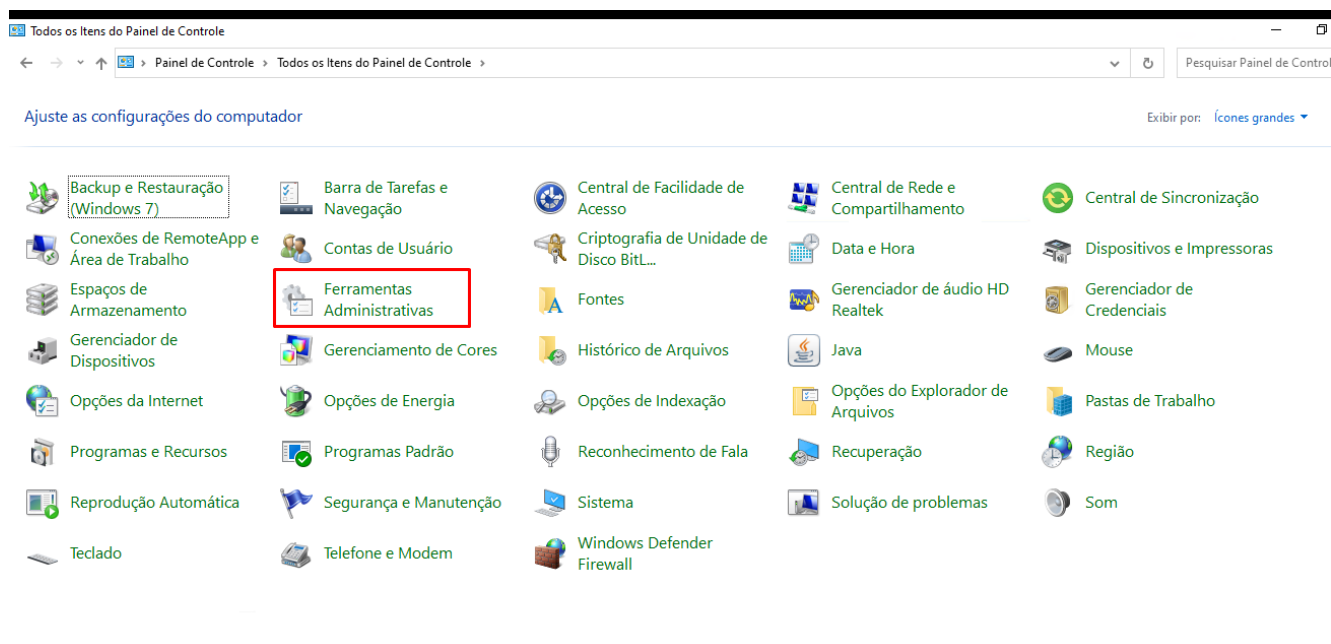 Todos os Itens do Painel de Controle
Painel de Controle › Todos os Itens do Painel de Controle ›
Pesquisar Painel de Control
Ajuste as configurações do computador
Exibir por: Ícones grandes
Backup e Restauração
(Windows 7)
Barra de Tarefas e
Navegação
Central de Facilidade de
Acesso
Central de Rede e
Compartilhamento
Central de Sincronização
Conexões de RemoteApp e
Área de Trabalho
Contas de Usuário
Criptografia de Unidade de
Disco BitL...
Data e Hora
Dispositivos e Impressoras
Espaços de
Armazenamento
Ferramentas
Administrativas
Fontes
Gerenciador de áudio HD
Realtek
Gerenciador de
Credenciais
Gerenciador de
Dispositivos
Gerenciamento de Cores
Histórico de Arquivos
Java
Mouse
Opções da Internet
Opções de Energia
Opções de Indexação
Opções do Explorador de
Arquivos
Pastas de Trabalho
Programas e Recursos
Programas Padrão
Reconhecimento de Fala
Recuperação
Região
Reprodução Automática
Segurança e Manutenção
Sistema
Solução de problemas
Som
Teclado
Telefone e Modem
Windows Defender
Firewall